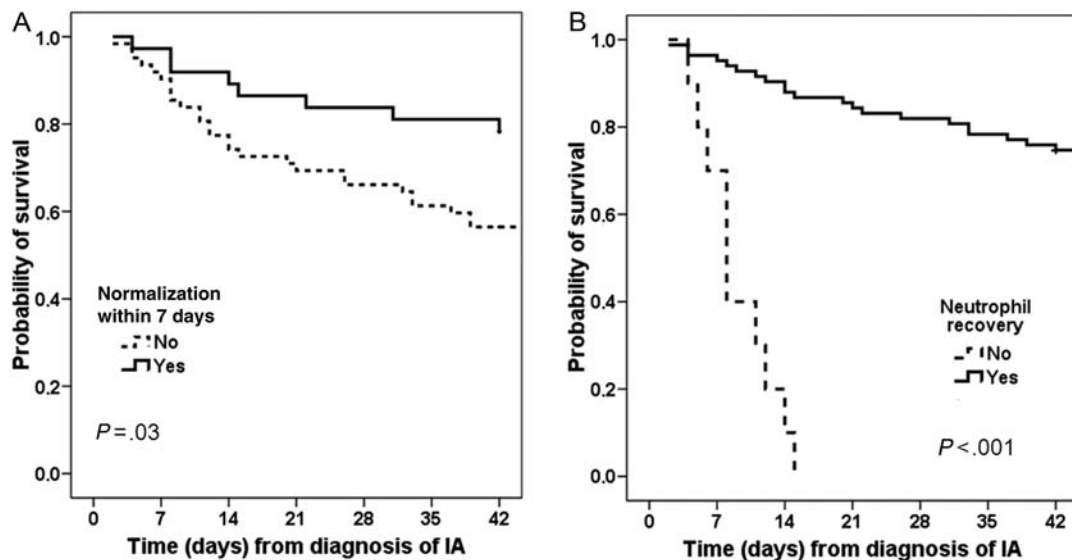 A
Probability of survival
1.0
0.8
0.6
0.4
0.2
0.0
Normalization
within 7 days
No
Yes
P=.03
0 7 14 21 28 35 42
Time (days) from diagnosis of IA
B
Probability of survival
1.0
0.8
0.6
0.4
0.2
0.0
Neutrophil
recovery
No
Yes
P<.001
0 7 14 21 28 35 42
Time (days) from diagnosis of IA